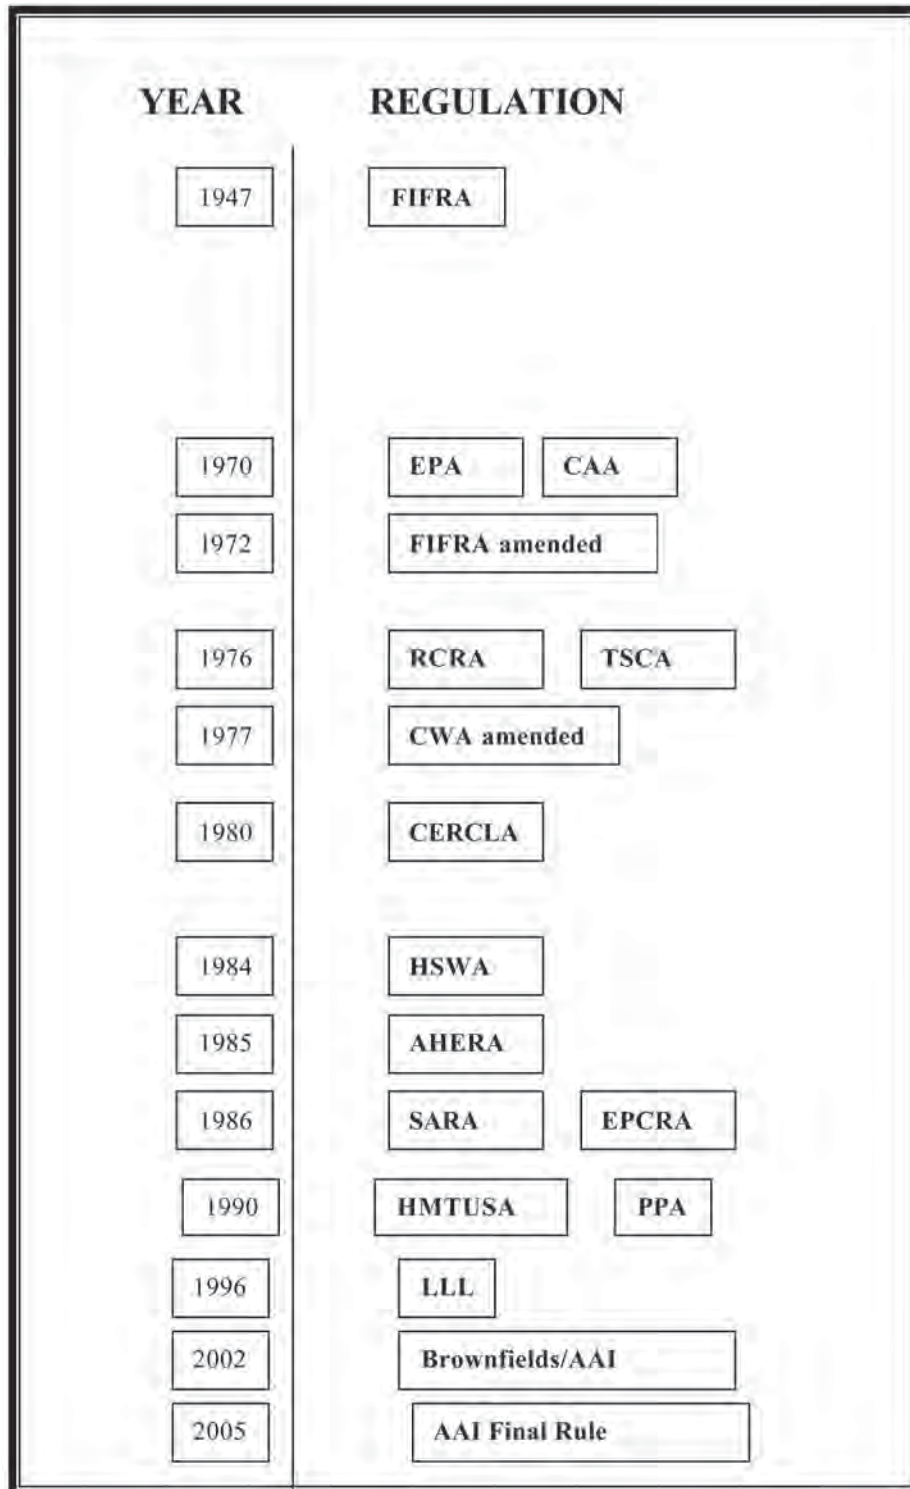 YEAR REGULATION
1947 FIFRA
1970 EPA CAA
1972 FIFRA amended
1976 RCRA TSCA
1977 CWA amended
1980 CERCLA
1984 HSWA
1985 AHERA
1986 SARA EPCRA
1990 HMTUSA PPA
1996 LLL
2002 Brownfields/AAI
2005 AAI Final Rule